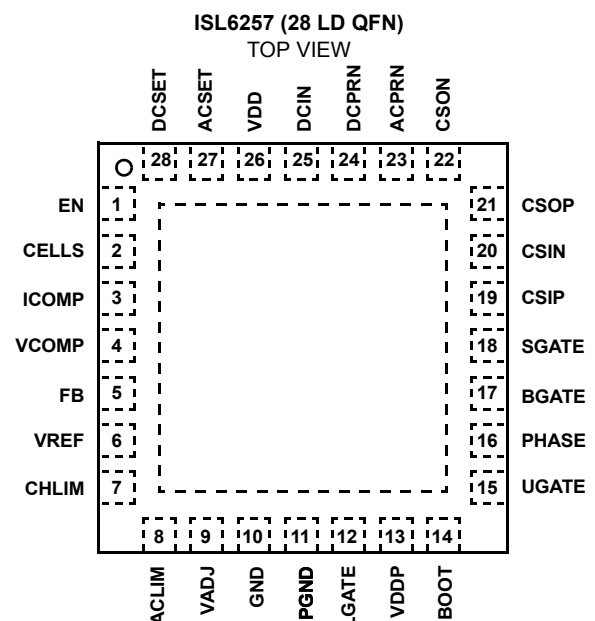 ISL6257 (28 LD QFN)
TOP VIEW
DCSET ACSET VDD DCIN DCPRN ACPRN CSON
28 27 26 25 24 23 22
EN 1 21 CSOP
CELLS 2 20 CSIN
ICOMP 3 19 CSIP
VCOMP 4 18 SGATE
FB 5 17 BGATE
VREF 6 16 PHASE
CHLIM 7 15 UGATE
8 9 10 11 12 13 14
ACLIM VADJ GND PGND LGATE VDDP BOOT